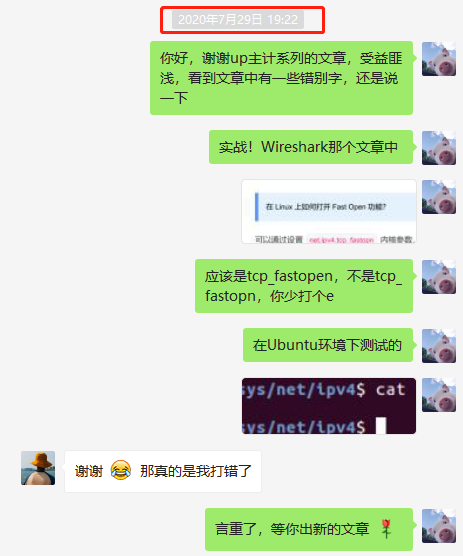 2020年7月29日 19:22
你好，谢谢up主计系列的文章，受益匪
浅，看到文章中有一些错别字，还是说
一下
实战！Wireshark那个文章中
在 Linux 上如何打开 Fast Open 功能?
可以通过设置 net.ipv4.tcp_fastopn 内核参数,
应该是tcp_fastopen，不是tcp_
fastopn，你少打个e
在Ubuntu环境下测试的
sys/net/ipv4$ cat
sys/net/ipv4$
谢谢 😂 那真的是我打错了
言重了，等你出新的文章 🌹